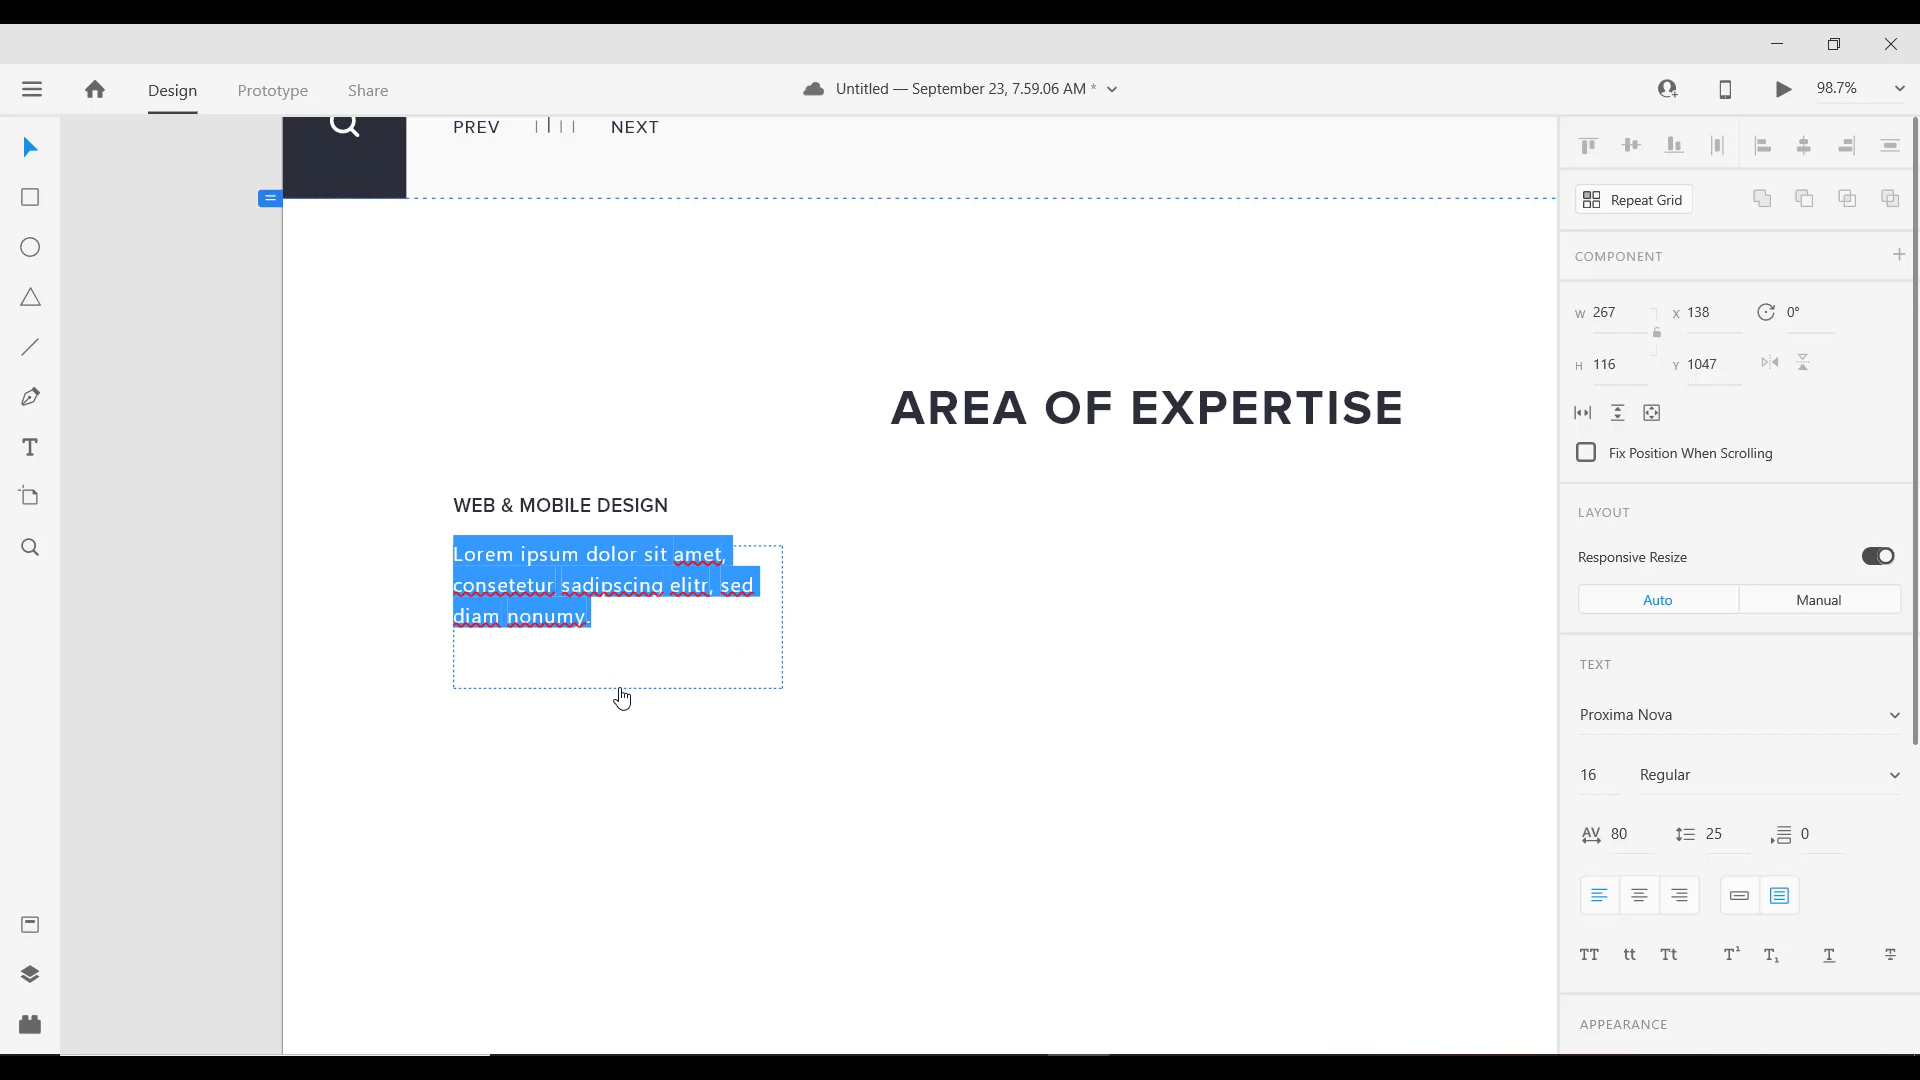 Design
Prototype
Share
Untitled — September 23, 7.59.06 AM *
98.7%
PREV
NEXT
AREA OF EXPERTISE
WEB & MOBILE DESIGN
Lorem ipsum dolor sit amet,
consetetur sadipscing elitr, sed
diam nonumy.
Repeat Grid
COMPONENT
W 267
X 138
0°
H 116
Y 1047
Fix Position When Scrolling
LAYOUT
Responsive Resize
Auto
Manual
TEXT
Proxima Nova
16
Regular
AV 80
25
0
TT
tt
Tt
T¹
T₁
T
T
APPEARANCE